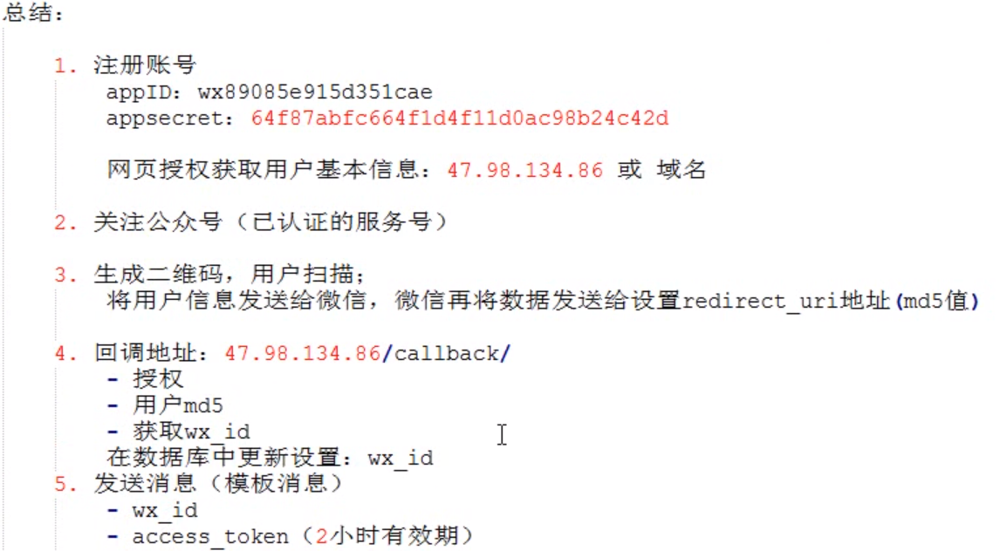 总结：
1. 注册账号
appID：wx89085e915d351cae
appsecret：64f87abfc664f1d4f11d0ac98b24c42d
网页授权获取用户基本信息：47.98.134.86 或 域名
2. 关注公众号（已认证的服务号）
3. 生成二维码，用户扫描；
将用户信息发送给微信，微信再将数据发送给设置redirect_uri地址(md5值)
4. 回调地址：47.98.134.86/callback/
- 授权
- 用户md5
- 获取wx_id
在数据库中更新设置：wx_id
5. 发送消息（模板消息）
- wx_id
- access_token（2小时有效期）